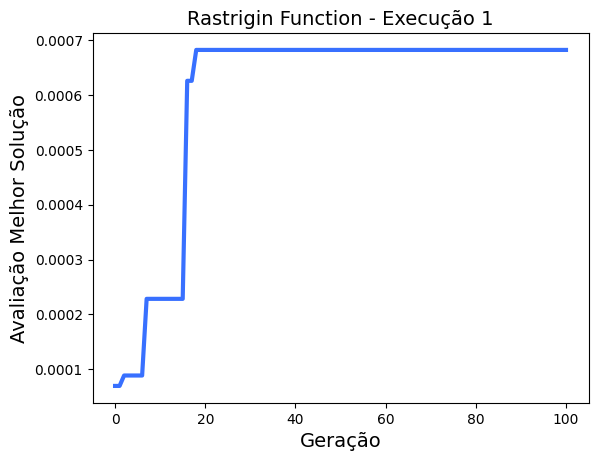 Rastrigin Function - Execução 1
Avaliação Melhor Solução
0.0007
0.0006
0.0005
0.0004
0.0003
0.0002
0.0001
0 20 40 60 80 100
Geração